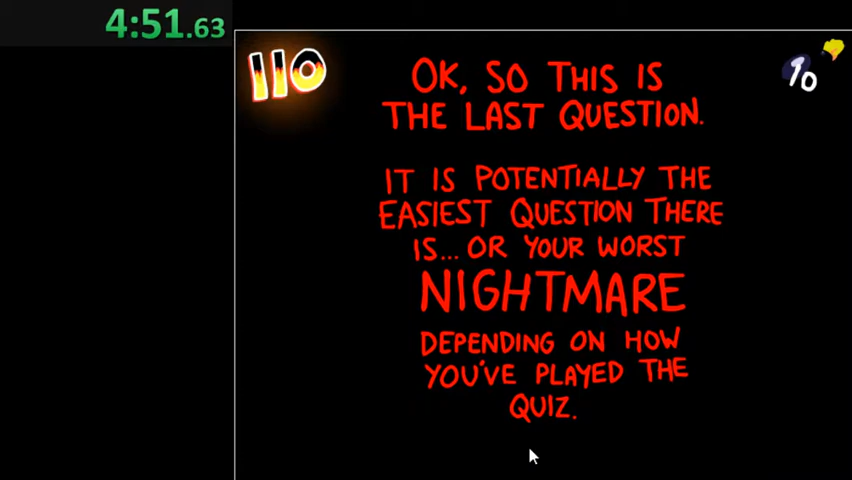 4:51.63
110
10
OK, SO THIS IS
THE LAST QUESTION.
IT IS POTENTIALLY THE
EASIEST QUESTION THERE
IS... OR YOUR WORST
NIGHTMARE
DEPENDING ON HOW
YOU'VE PLAYED THE
QUIZ.